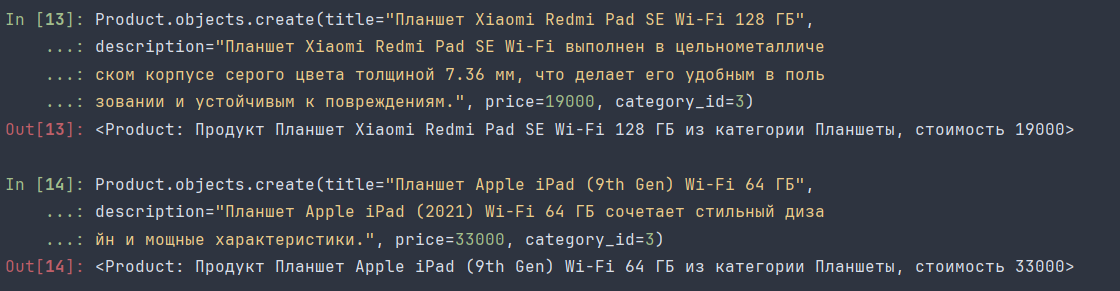 In [13]: Product.objects.create(title="Планшет Xiaomi Redmi Pad SE Wi-Fi 128 ГБ",
...: description="Планшет Xiaomi Redmi Pad SE Wi-Fi выполнен в цельнометалличе
...: ском корпусе серого цвета толщиной 7.36 мм, что делает его удобным в поль
...: зовании и устойчивым к повреждениям.", price=19000, category_id=3)
Out[13]: <Product: Продукт Планшет Xiaomi Redmi Pad SE Wi-Fi 128 ГБ из категории Планшеты, стоимость 19000>
In [14]: Product.objects.create(title="Планшет Apple iPad (9th Gen) Wi-Fi 64 ГБ",
...: description="Планшет Apple iPad (2021) Wi-Fi 64 ГБ сочетает стильный диза
...: йн и мощные характеристики.", price=33000, category_id=3)
Out[14]: <Product: Продукт Планшет Apple iPad (9th Gen) Wi-Fi 64 ГБ из категории Планшеты, стоимость 33000>